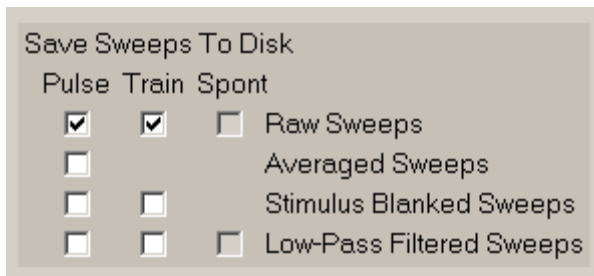 Save Sweeps To Disk
Pulse Train Spont
Raw Sweeps
Averaged Sweeps
Stimulus Blanked Sweeps
Low-Pass Filtered Sweeps